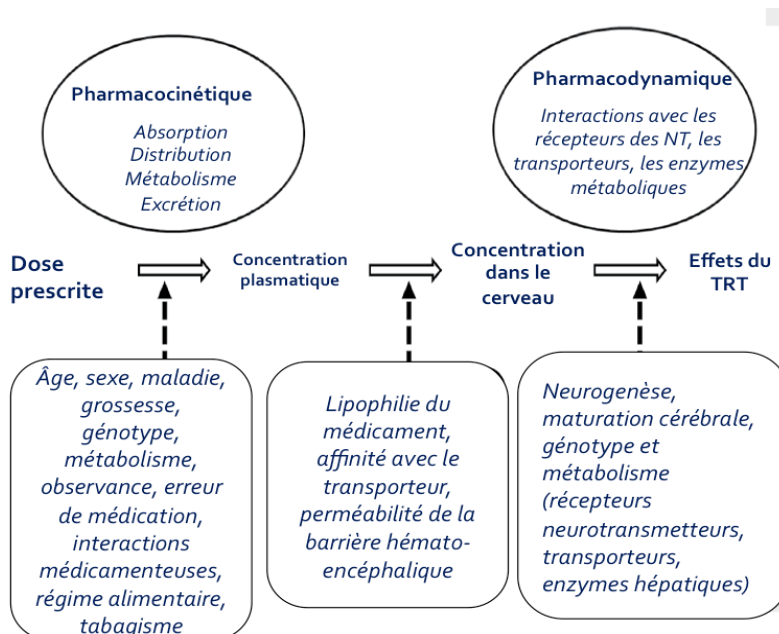 Pharmacocinétique
Absorption
Distribution
Métabolisme
Excrétion
Pharmacodynamique
Interactions avec les
récepteurs des NT, les
transporteurs, les enzymes
métaboliques
Dose
prescrite
Concentration
plasmatique
Concentration
dans le
cerveau
Effets du
TRT
Âge, sexe, maladie,
grossesse,
génotype,
métabolisme,
observance, erreur
de médication,
interactions
médicamenteuses,
régime alimentaire,
tabagisme
Lipophilie du
médicament,
affinité avec le
transporteur,
perméabilité de la
barrière hémato-
encéphalique
Neurogenèse,
maturation cérébrale,
génotype et
métabolisme
(récepteurs
neurotransmetteurs,
transporteurs,
enzymes hépatiques)